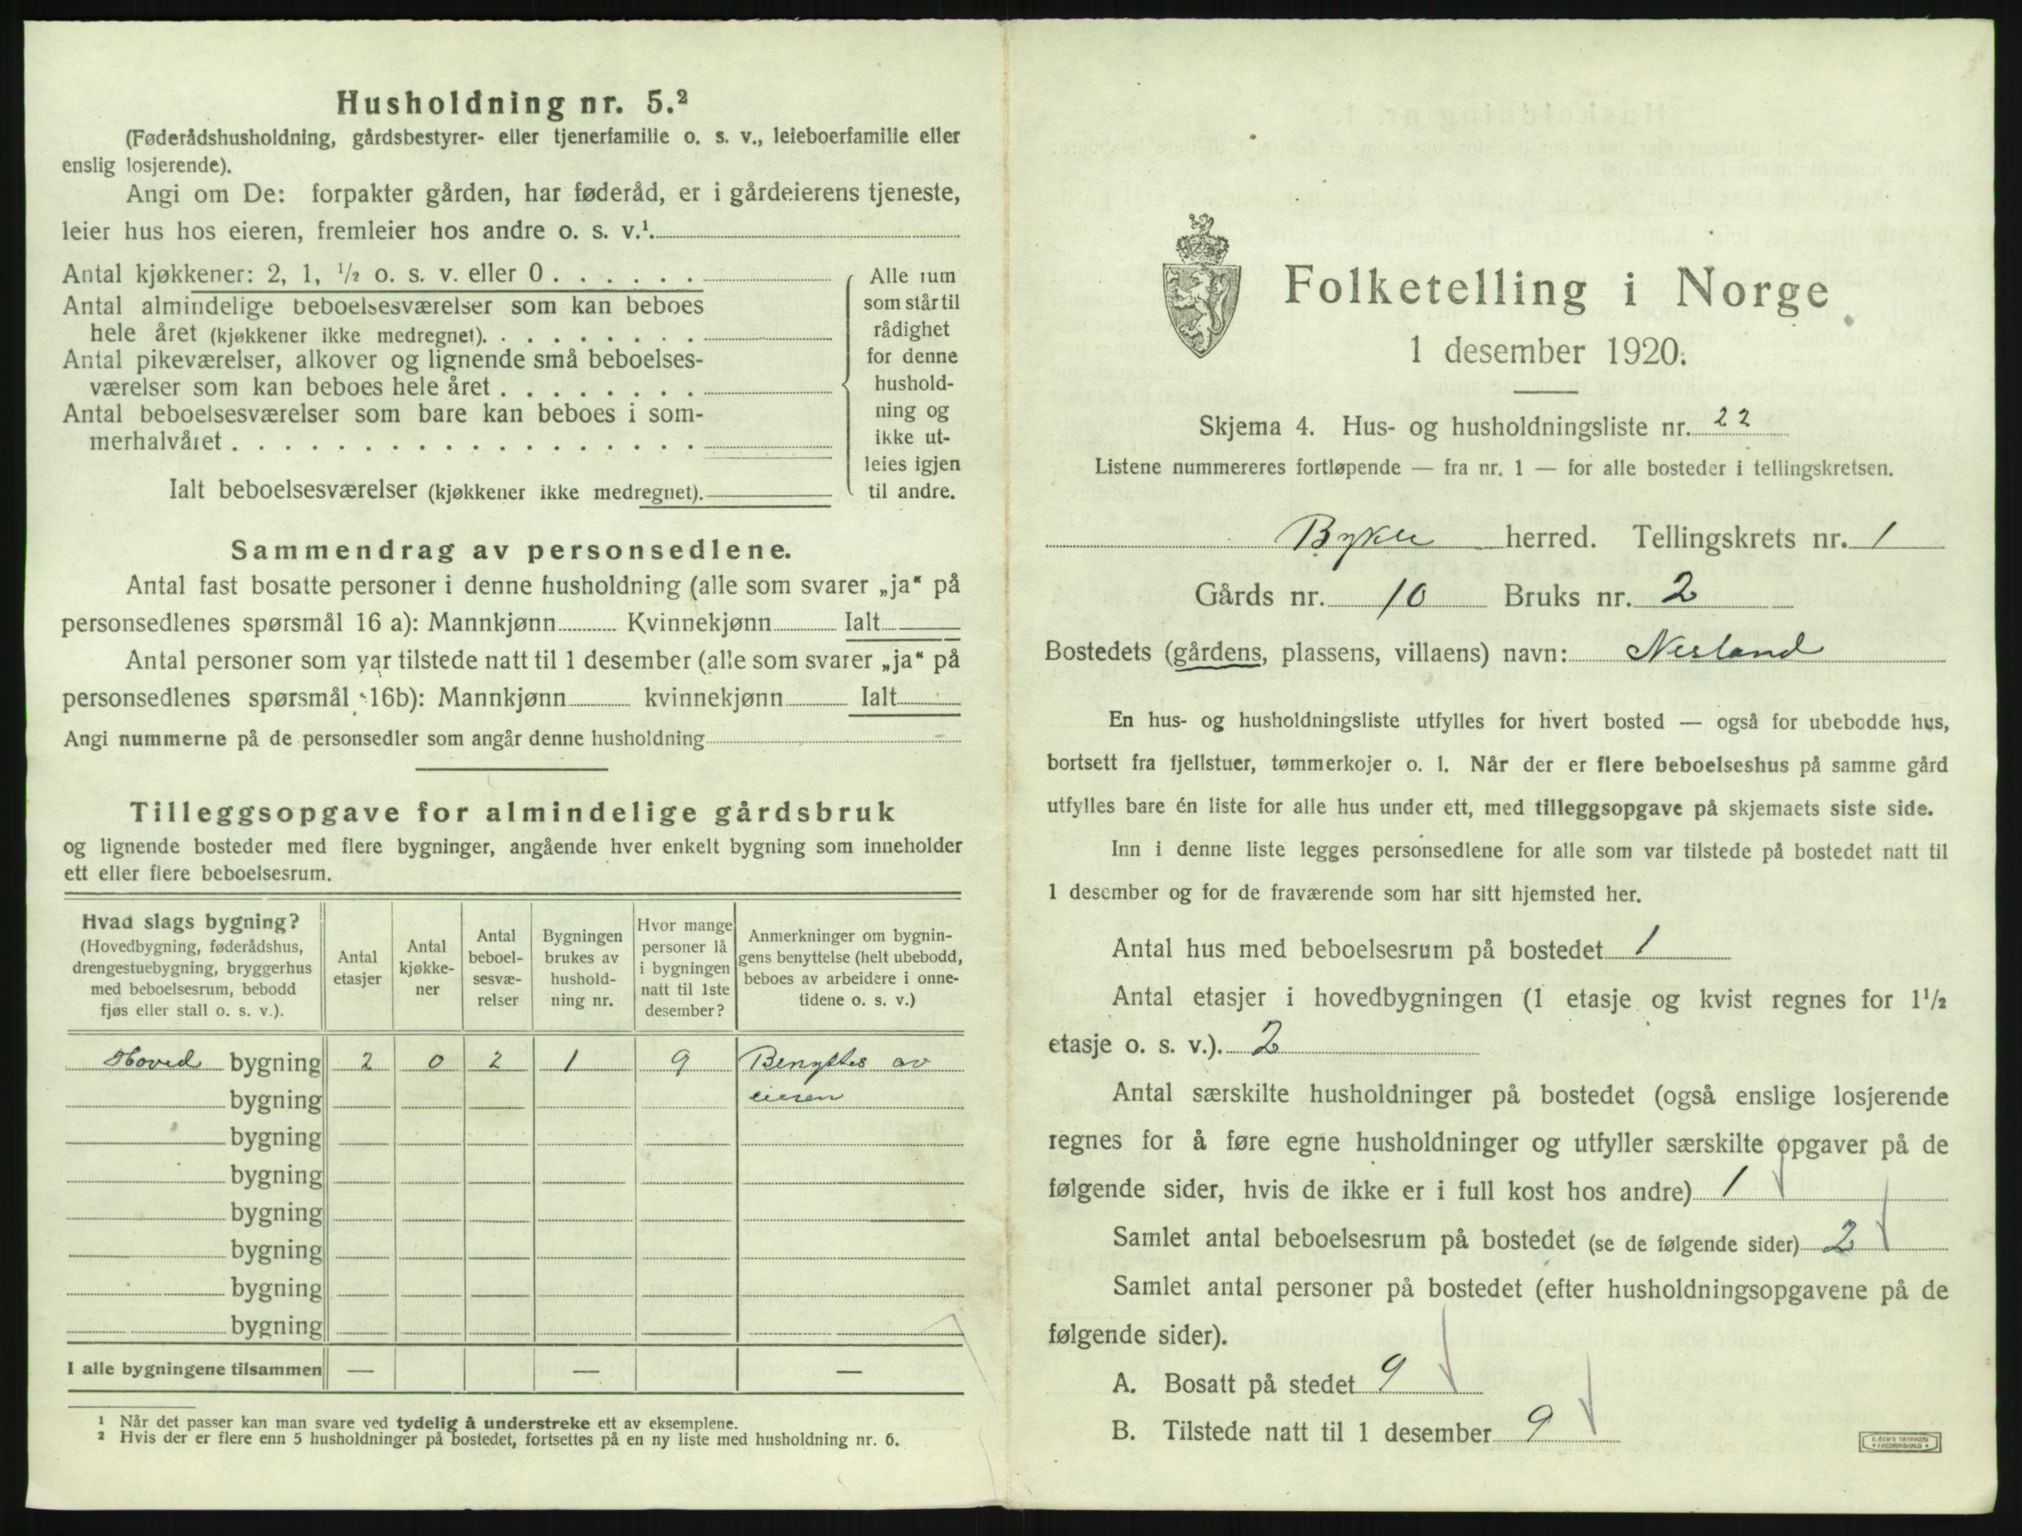 Husholdning nr. 5.²
(Føderådshusholdning, gårdsbestyrer- eller tjenerfamilie o. s. v., leieboerfamilie eller
enslig losjerende).
Angi om De: forpakter gården, har føderåd, er i gårdeierens tjeneste,
leier hus hos eieren, fremleier hos andre o. s. v.¹.
Antal kjøkkener: 2, 1, ½ o. s. v. eller 0 . . . . . .
Antal almindelige beboelsesværelser som kan beboes
hele året (kjøkkener ikke medregnet). . . . . . . . .
Antal pikeværelser, alkover og lignende små beboelses-
værelser som kan beboes hele året . . . . . . . .
Antal beboelsesværelser som bare kan beboes i som-
merhalvåret . . . . . . . . . . . . . . . . . .
Ialt beboelsesværelser (kjøkkener ikke medregnet).
Alle rum
som står til
rådighet
for denne
hushold-
ning og
ikke ut-
leies igjen
til andre.
Sammendrag av personsedlene.
Antal fast bosatte personer i denne husholdning (alle som svarer „ja“ på
personsedlenes spørsmål 16 a): Mannkjønn Kvinnekjønn Ialt
Antal personer som var tilstede natt til 1 desember (alle som svarer „ja“ på
personsedlenes spørsmål 16b): Mannkjønn kvinnekjønn Ialt
Angi nummerne på de personsedler som angår denne husholdning
Tilleggsopgave for almindelige gårdsbruk
og lignende bosteder med flere bygninger, angående hver enkelt bygning som inneholder
ett eller flere beboelsesrum.
Hvad slags bygning?
(Hovedbygning, føderådshus,
drengestuebygning, bryggerhus
med beboelsesrum, bebodd
fjøs eller stall o. s. v.).
Antal
etasjer
Antal
kjøkke-
ner
Antal
beboel-
sesvæ-
relser
Bygningen
brukes av
hushold-
ning nr.
Hvor mange
personer lå
i bygningen
natt til 1ste
desember?
Anmerkninger om bygnin-
gens benyttelse (helt ubebodd,
beboes av arbeidere i onne-
tidene o. s. v.)
Hoved bygning 2 0 2 1 9 Benyttes av
bygning eieren
bygning
bygning
bygning
bygning
bygning
bygning
I alle bygningene tilsammen — — —
¹ Når det passer kan man svare ved tydelig å understreke ett av eksemplene.
² Hvis der er flere enn 5 husholdninger på bostedet, fortsettes på en ny liste med husholdning nr. 6.
Folketelling i Norge
1 desember 1920.
Skjema 4. Hus- og husholdningsliste nr. 22
Listene nummereres fortløpende — fra nr. 1 — for alle bosteder i tellingskretsen.
Bykle herred. Tellingskrets nr. 1
Gårds nr. 10 Bruks nr. 2
Bostedets (gårdens, plassens, villaens) navn: Nesland
En hus- og husholdningsliste utfylles for hvert bosted — også for ubebodde hus,
bortsett fra fjellstuer, tømmerkojer o. l. Når der er flere beboelseshus på samme gård
utfylles bare én liste for alle hus under ett, med tilleggsopgave på skjemaets siste side.
Inn i denne liste legges personsedlene for alle som var tilstede på bostedet natt til
1 desember og for de fraværende som har sitt hjemsted her.
Antal hus med beboelsesrum på bostedet 1
Antal etasjer i hovedbygningen (1 etasje og kvist regnes for 1½
etasje o. s. v.). 2
Antal særskilte husholdninger på bostedet (også enslige losjerende
regnes for å føre egne husholdninger og utfyller særskilte opgaver på de
følgende sider, hvis de ikke er i full kost hos andre) 1
Samlet antal beboelsesrum på bostedet (se de følgende sider) 2
Samlet antal personer på bostedet (efter husholdningsopgavene på de
følgende sider).
A. Bosatt på stedet 9
B. Tilstede natt til 1 desember 9